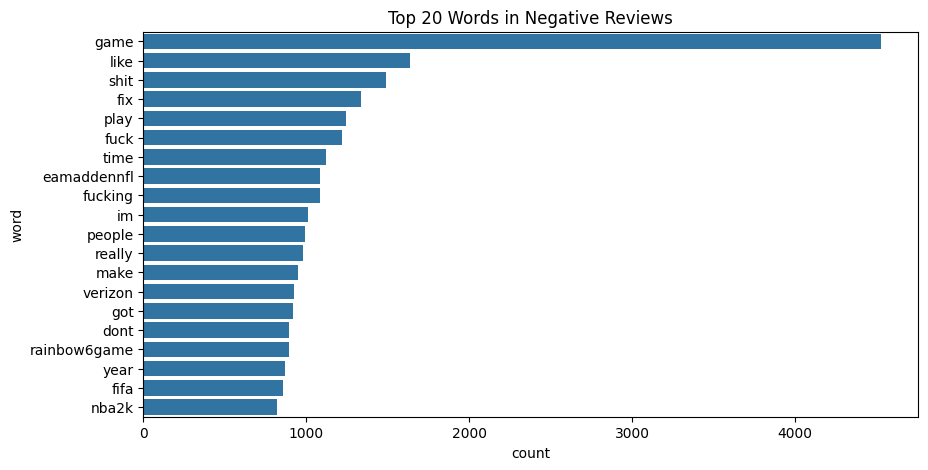 Top 20 Words in Negative Reviews
word
game
like
shit
fix
play
fuck
time
eamaddennfl
fucking
im
people
really
make
verizon
got
dont
rainbow6game
year
fifa
nba2k
0 1000 2000 3000 4000
count